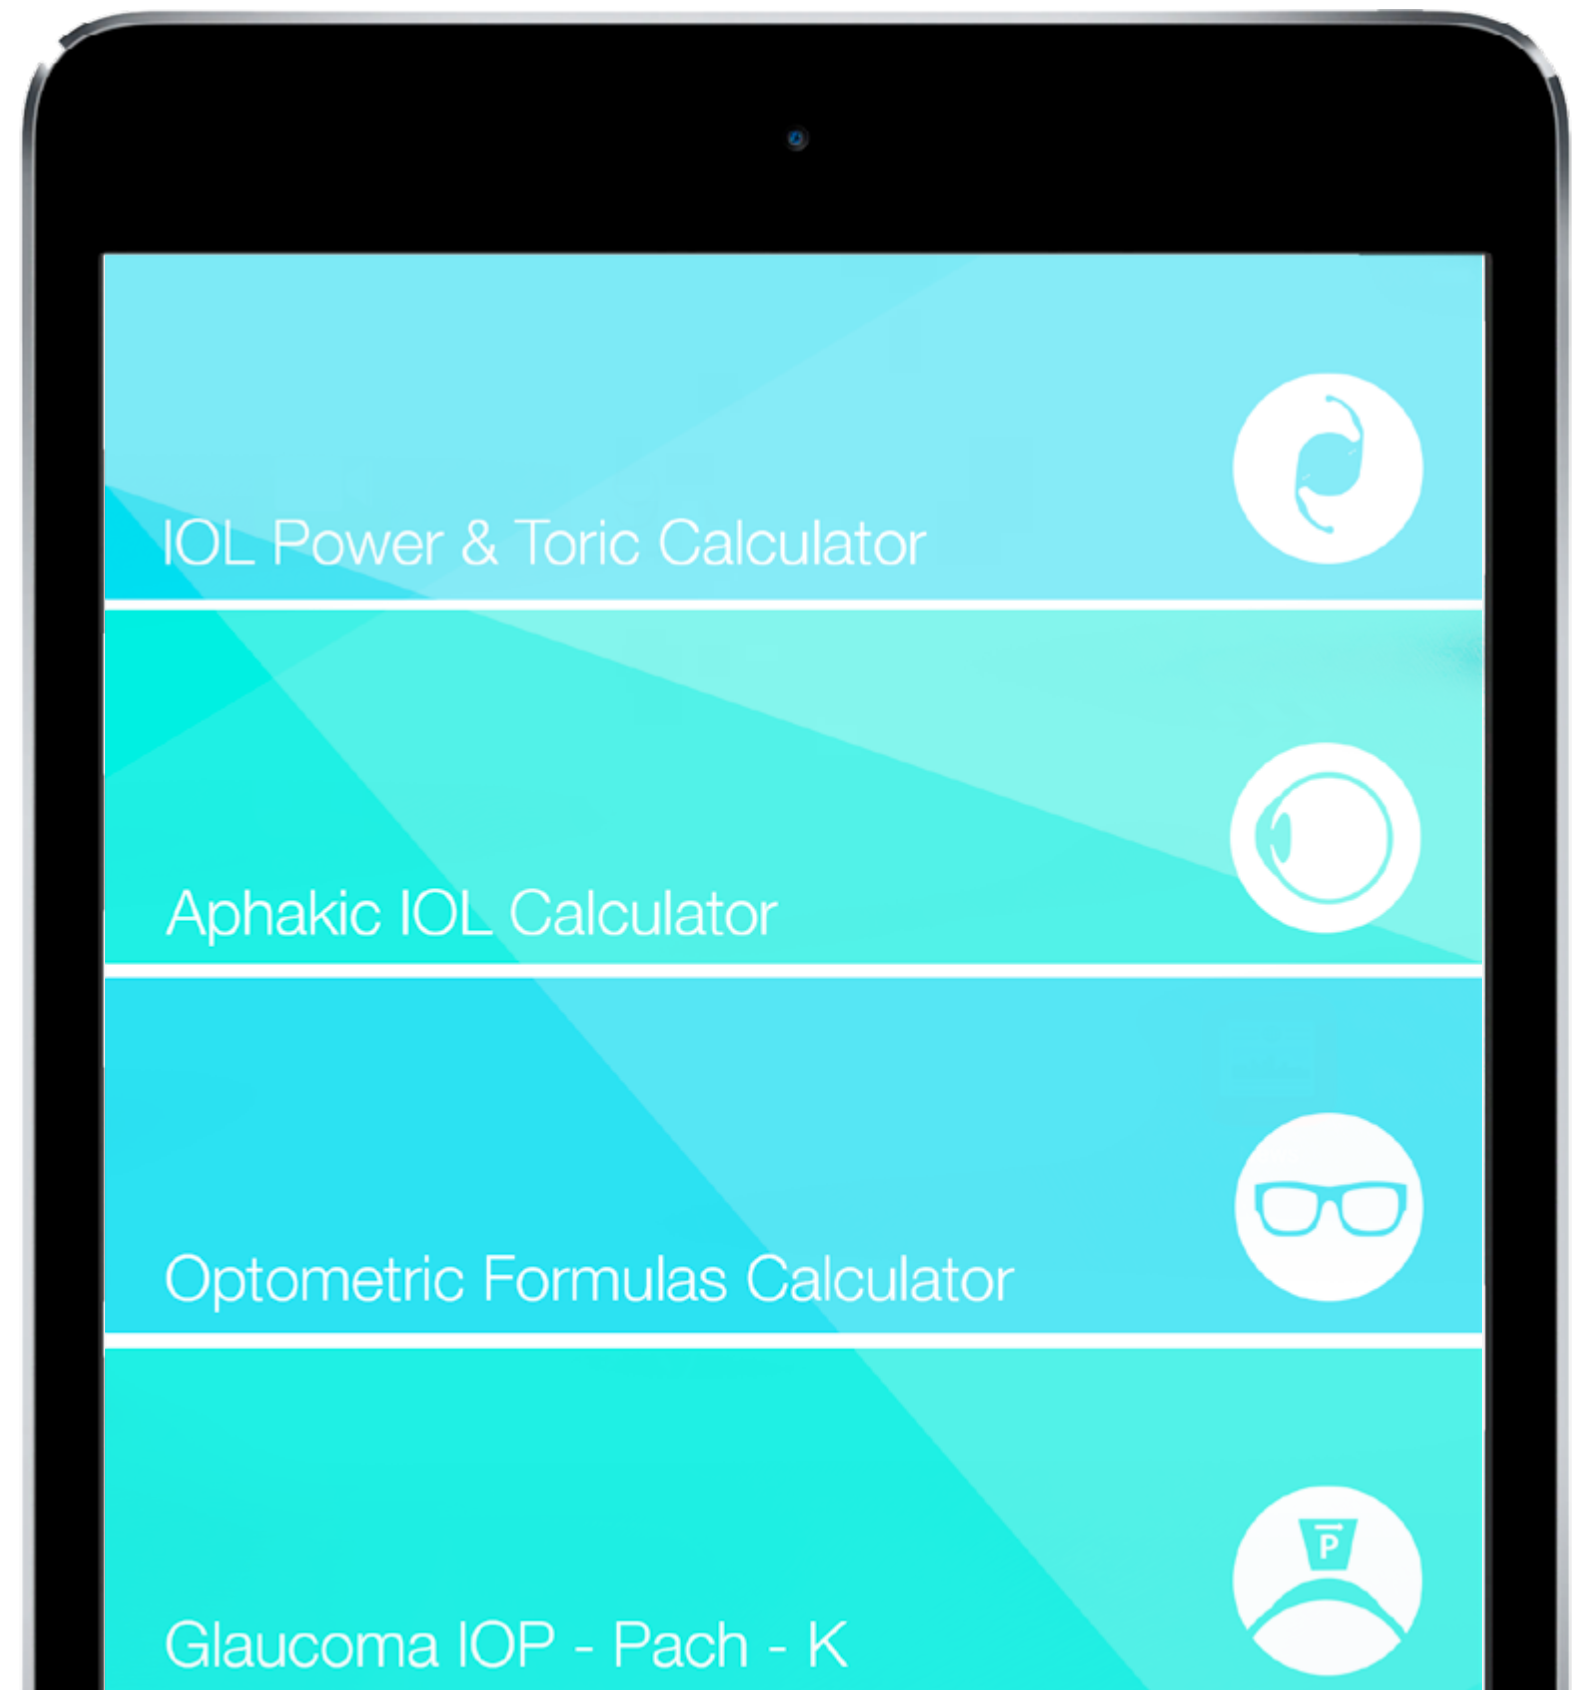 IOL Power & Toric Calculator
Aphakic IOL Calculator
Optometric Formulas Calculator
P
Glaucoma IOP - Pach - K